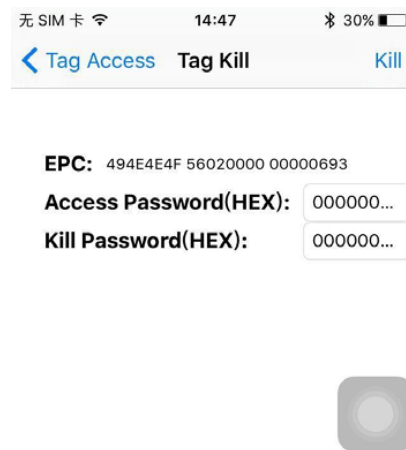 无 SIM 卡 14:47 30%
Tag Access Tag Kill Kill
EPC: 494E4E4F 56020000 00000693
Access Password(HEX): 000000...
Kill Password(HEX): 000000...